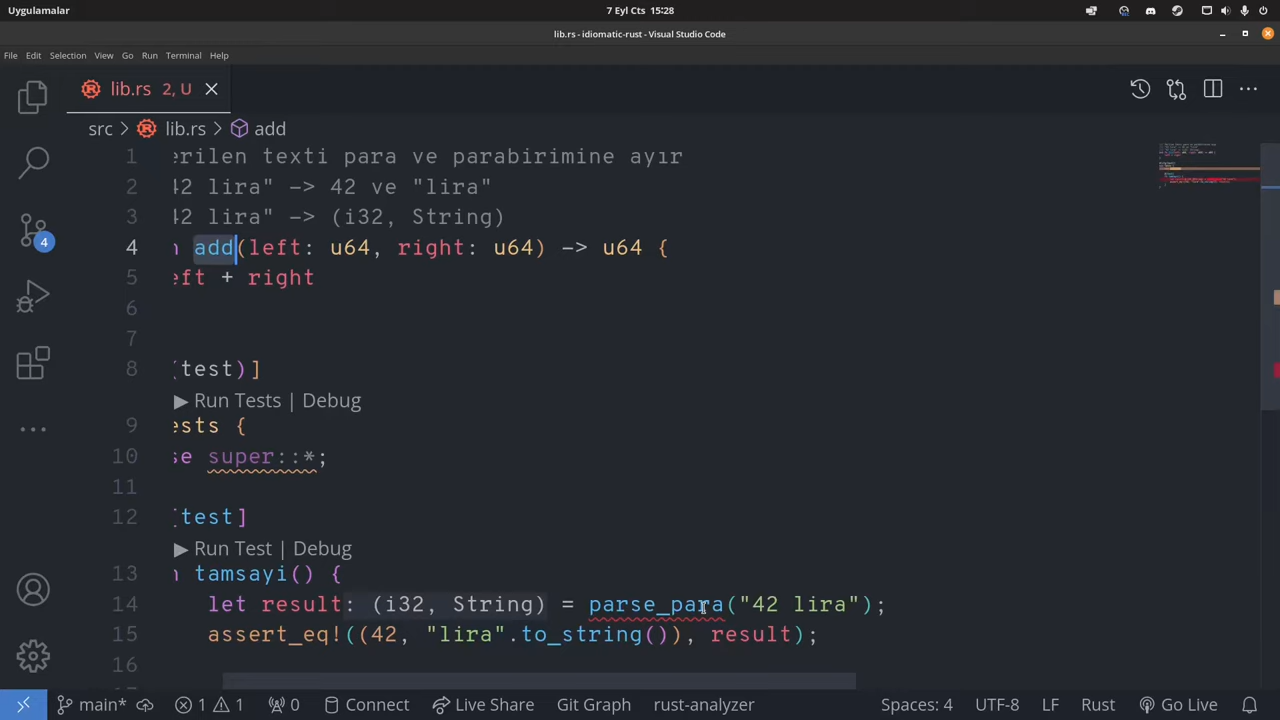 Uygulamalar
7 Eyl Cts 15:28
lib.rs - idiomatic-rust - Visual Studio Code
File Edit Selection View Go Run Terminal Help
lib.rs 2, U
src > lib.rs > add
1 erilen texti para ve parabirimine ayır
2 42 lira" -> 42 ve "lira"
3 42 lira" -> (i32, String)
4 n add(left: u64, right: u64) -> u64 {
5 eft + right
6
7
8 (test)]
Run Tests | Debug
9 ests {
10 se super::*;
11
12 [test]
Run Test | Debug
13 n tamsayi() {
14 let result: (i32, String) = parse_para("42 lira");
15 assert_eq!((42, "lira".to_string()), result);
16
4
main* 1 1 0 Connect Live Share Git Graph rust-analyzer Spaces: 4 UTF-8 LF Rust Go Live